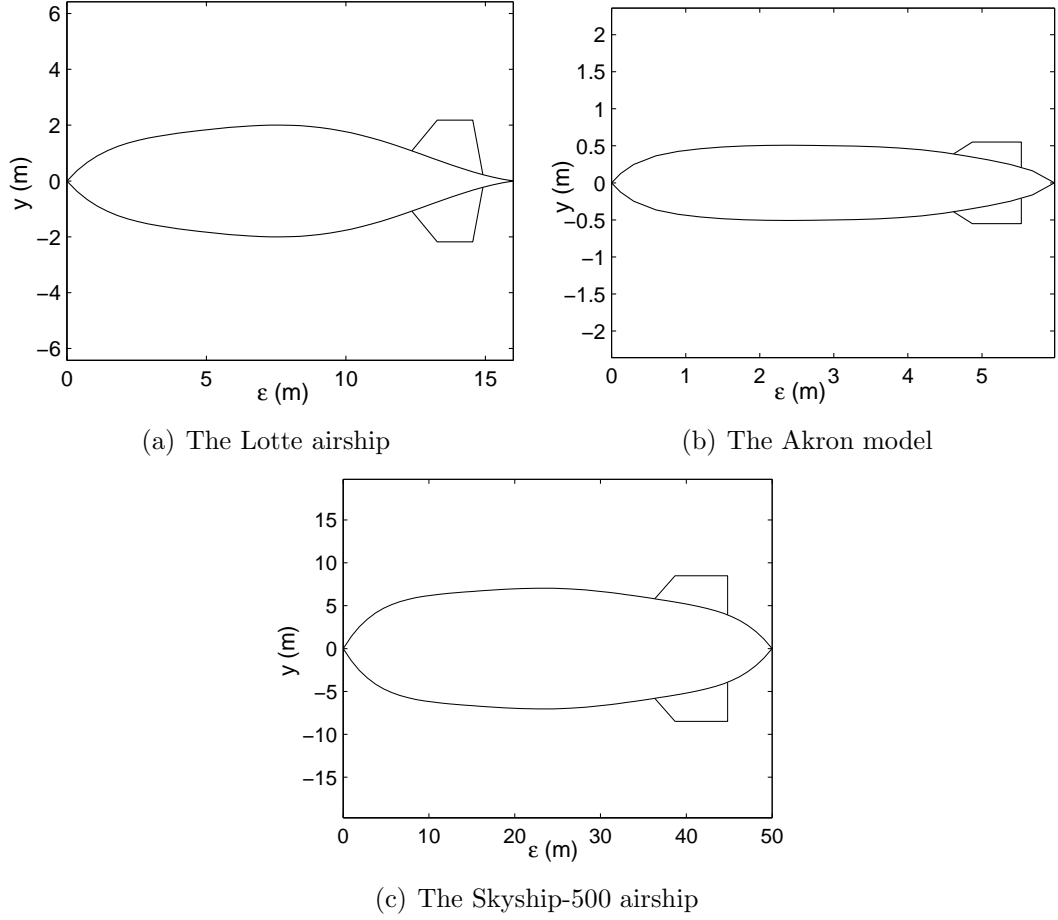 6
4
2
0
−2
−4
−6
y (m)
0 5 10 15
ε (m)
(a) The Lotte airship
2
1.5
1
0.5
0
−0.5
−1
−1.5
−2
y (m)
0 1 2 3 4 5
ε (m)
(b) The Akron model
15
10
5
0
−5
−10
−15
y (m)
0 10 20 30 40 50
ε (m)
(c) The Skyship-500 airship